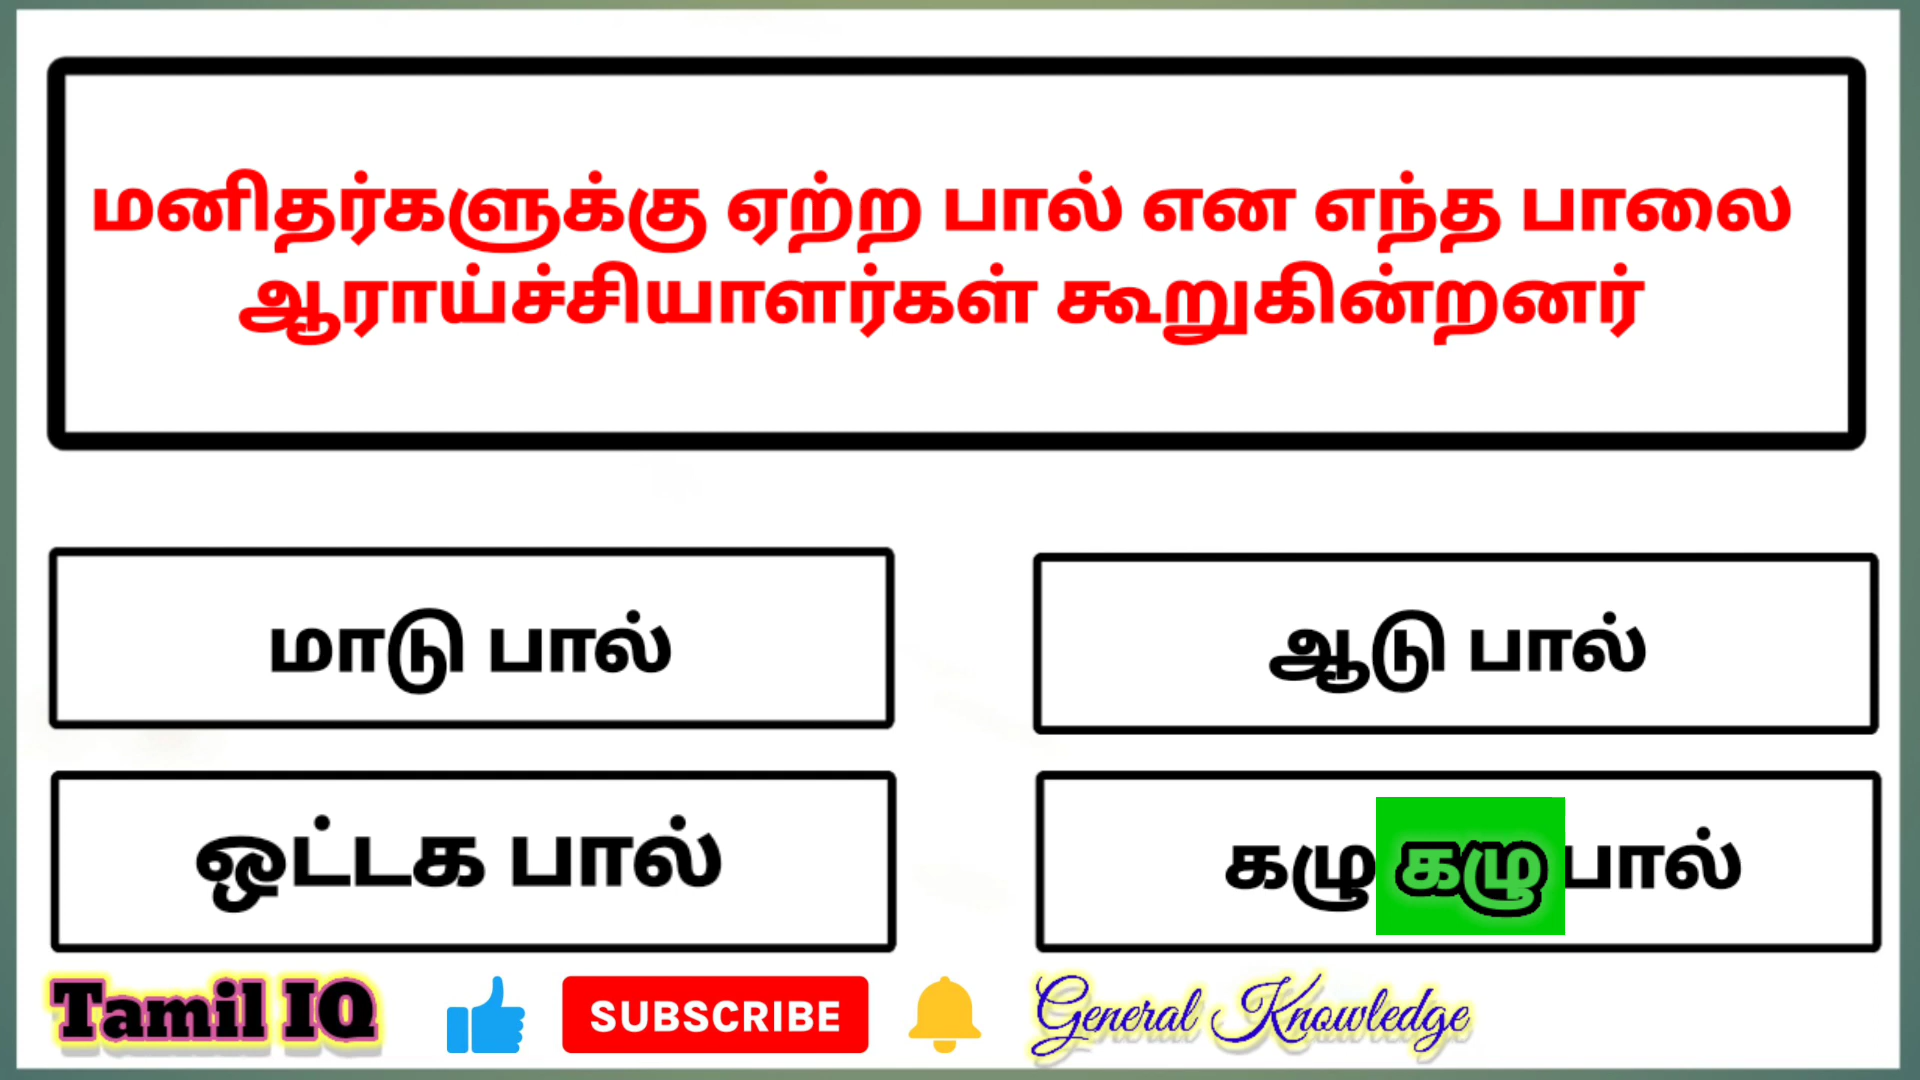 மனிதர்களுக்கு ஏற்ற பால் என எந்த பாலை
ஆராய்ச்சியாளர்கள் கூறுகின்றனர்
மாடு பால்
ஆடு பால்
ஒட்டக பால்
கழு கழு பால்
Tamil IQ
SUBSCRIBE
General Knowledge